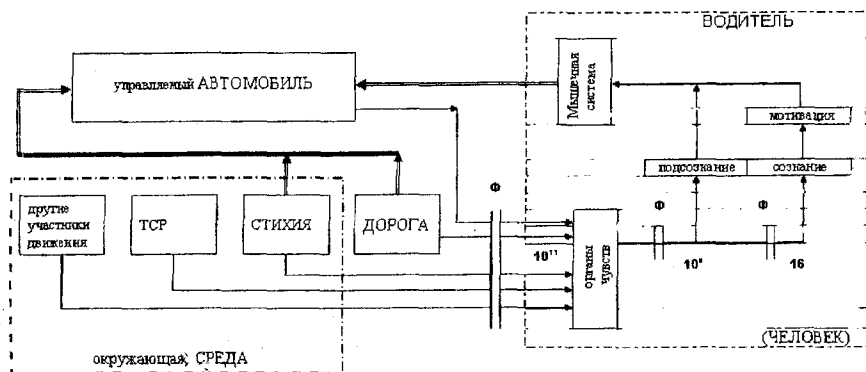 ВОДИТЕЛЬ
управляемый АВТОМОБИЛЬ
Мышечная
система
мотивация
подсознание
сознание
другие
участники
движения
ТСР
СТИХИЯ
ДОРОГА
Ф
Ф
Ф
10¹¹
органы
чувств
16
(ЧЕЛОВЕК)
окружающая, СРЕДА